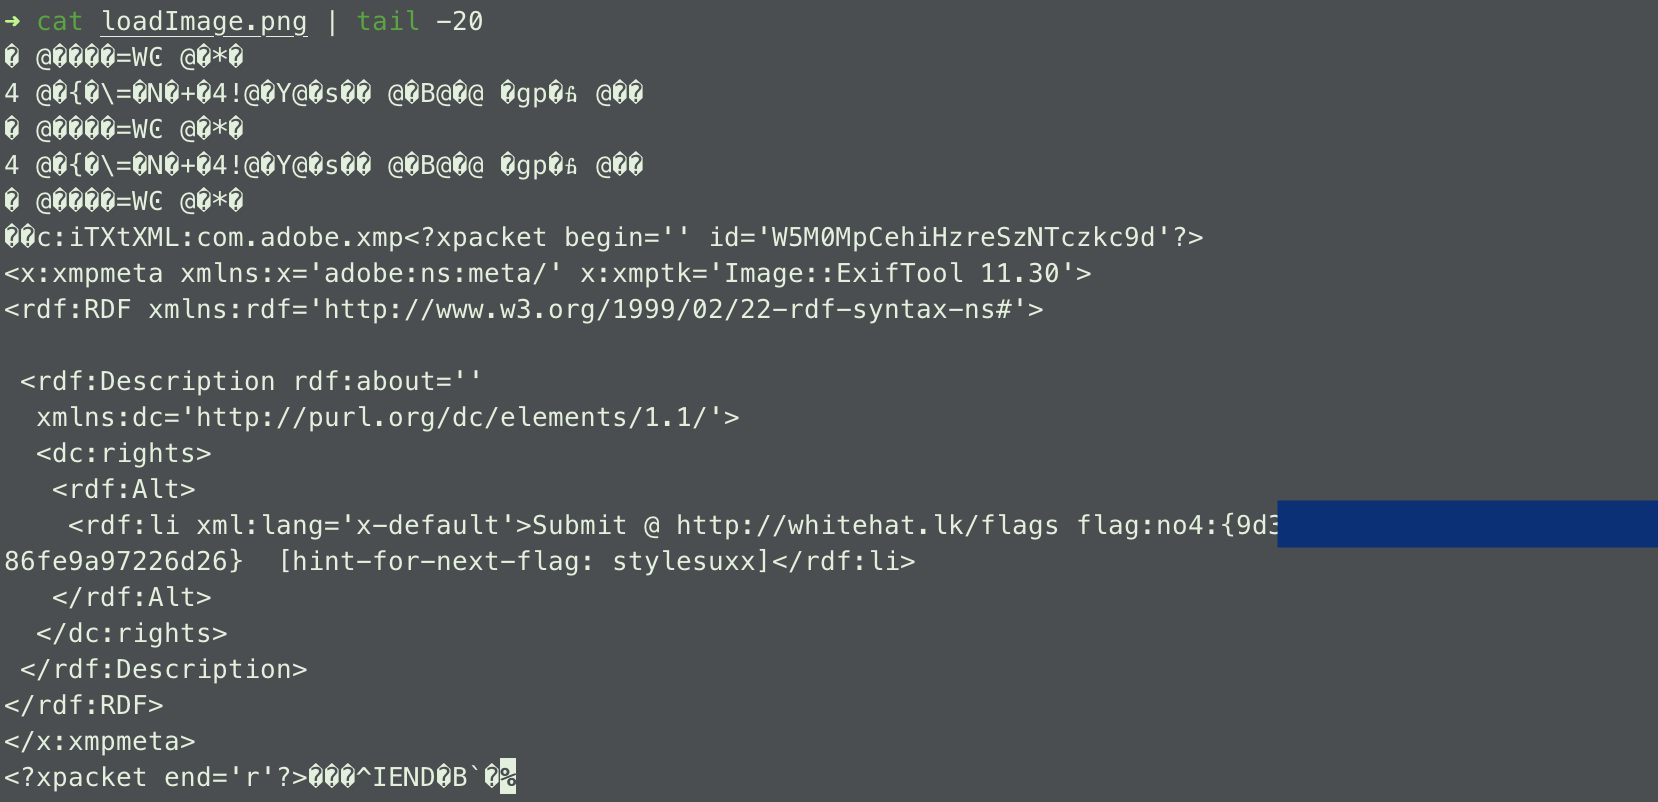 ➜ cat loadImage.png | tail -20
� @����=WҀ @�*�
4 @�{�\=�N�+�4!@�Y@�s�� @�B@�@ �gp� @��
� @����=W @�*�
4 @�{�\=�N�+�4!@�Y@�s�� @�B@�@ �gp� @��
� @����=W @�*�
��c:iTXtXML:com.adobe.xmp<?xpacket begin='' id='W5M0MpCehiHzreSzNTczkc9d'?>
<x:xmpmeta xmlns:x='adobe:ns:meta/' x:xmptk='Image::ExifTool 11.30'>
<rdf:RDF xmlns:rdf='http://www.w3.org/1999/02/22-rdf-syntax-ns#'>
<rdf:Description rdf:about=''
xmlns:dc='http://purl.org/dc/elements/1.1/'>
<dc:rights>
<rdf:Alt>
<rdf:li xml:lang='x-default'>Submit @ http://whitehat.lk/flags flag:no4:{9d3
86fe9a97226d26}  [hint-for-next-flag: stylesuxx]</rdf:li>
</rdf:Alt>
</dc:rights>
</rdf:Description>
</rdf:RDF>
</x:xmpmeta>
<?xpacket end='r'?>���^IEND�B`�%